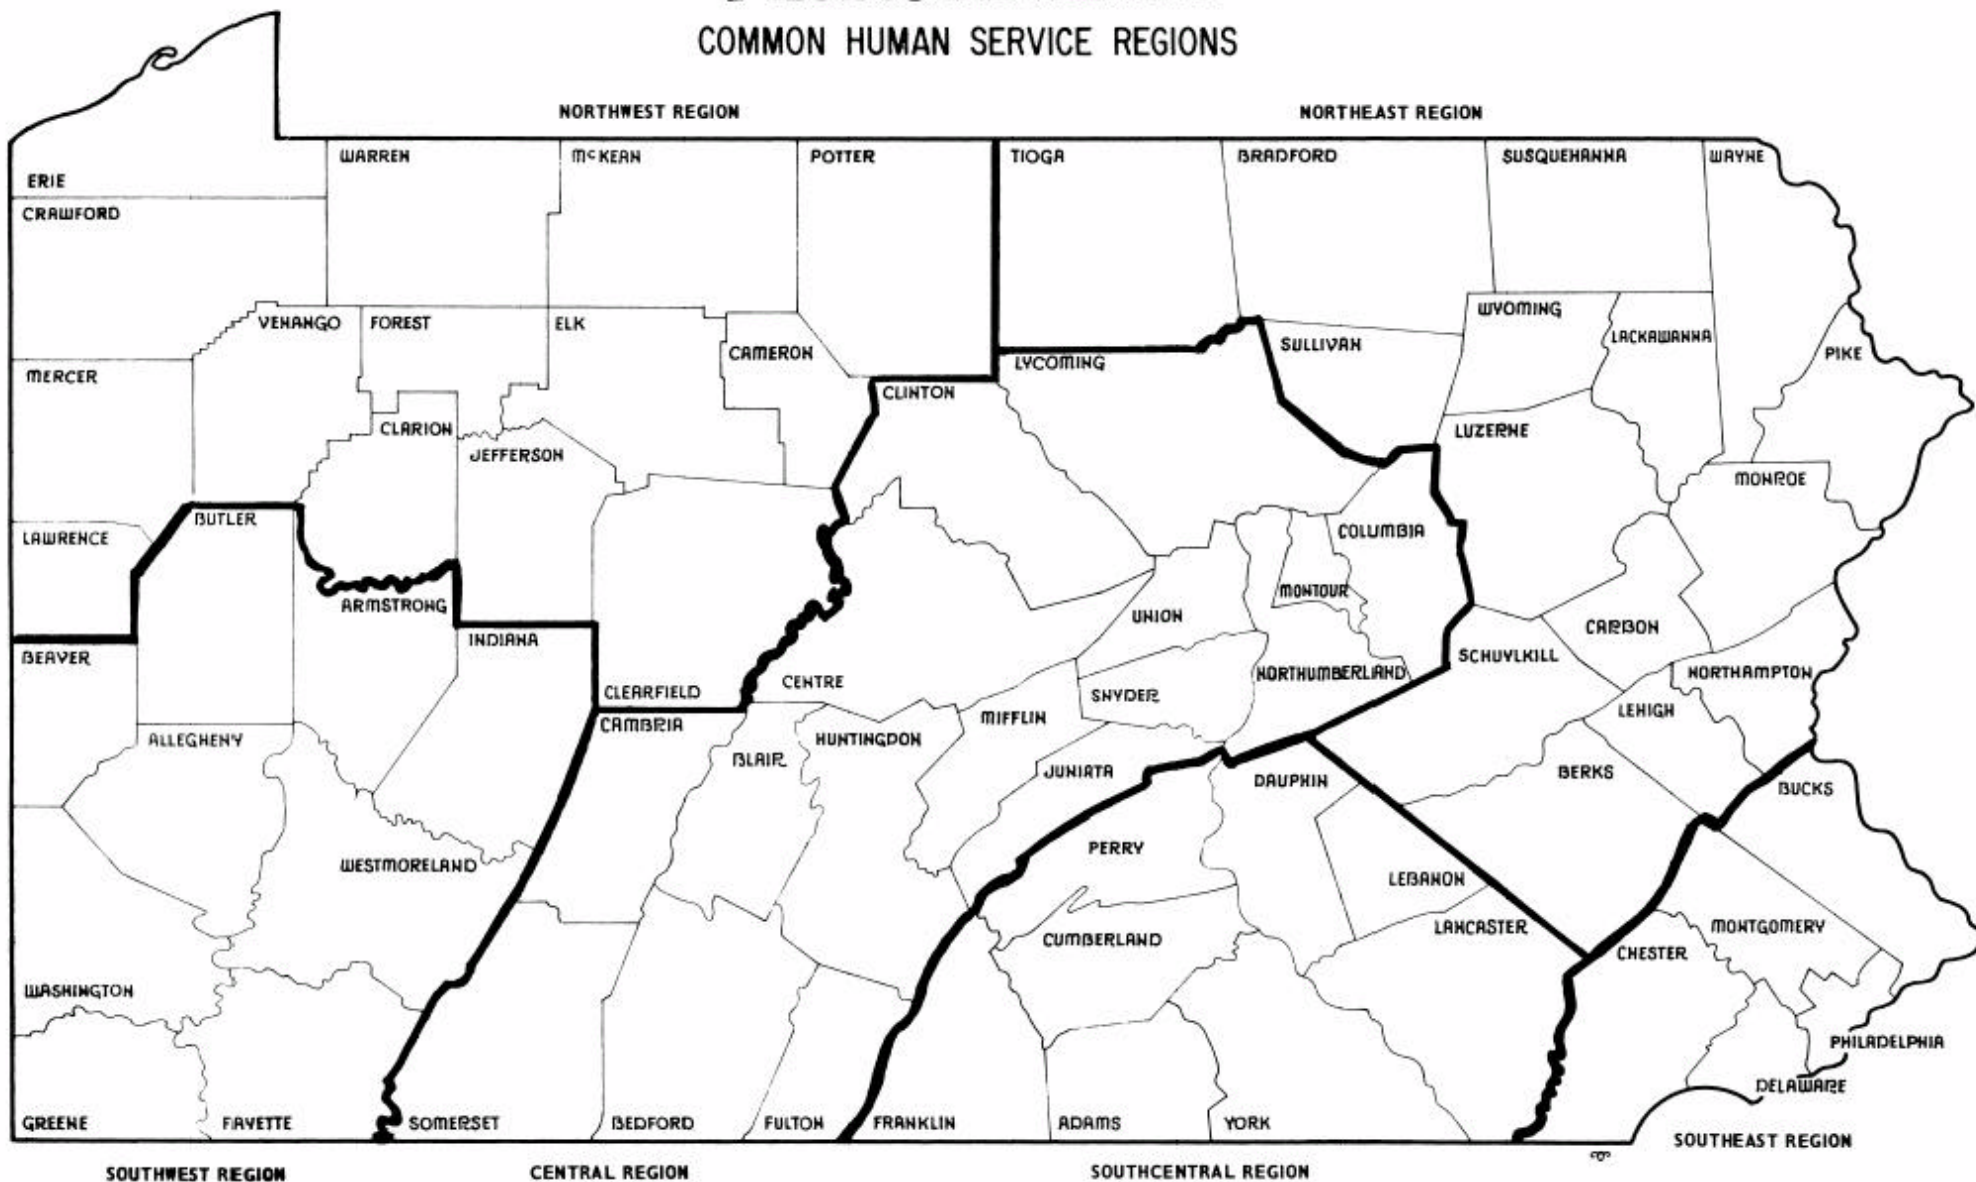 COMMON HUMAN SERVICE REGIONS
NORTHWEST REGION
NORTHEAST REGION
ERIE
WARREN
McKEAN
POTTER
TIOGA
BRADFORD
SUSQUEHANNA
WAYNE
CRAWFORD
VENANGO
FOREST
ELK
CAMERON
LYCOMING
SULLIVAN
WYOMING
LACKAWANNA
PIKE
MERCER
CLINTON
CLARION
JEFFERSON
LUZERNE
MONROE
LAWRENCE
BUTLER
COLUMBIA
ARMSTRONG
MONTOUR
UNION
CARBON
BEAVER
INDIANA
CLEARFIELD
CENTRE
SNYDER
NORTHUMBERLAND
SCHUYLKILL
NORTHAMPTON
LEHIGH
ALLEGHENY
CAMBRIA
BLAIR
HUNTINGDON
MIFFLIN
JUNIATA
DAUPHIN
BERKS
BUCKS
WESTMORELAND
PERRY
LEBANON
CUMBERLAND
LANCASTER
MONTGOMERY
CHESTER
WASHINGTON
PHILADELPHIA
DELAWARE
GREENE
FAYETTE
SOMERSET
BEDFORD
FULTON
FRANKLIN
ADAMS
YORK
SOUTHEAST REGION
SOUTHWEST REGION
CENTRAL REGION
SOUTHCENTRAL REGION